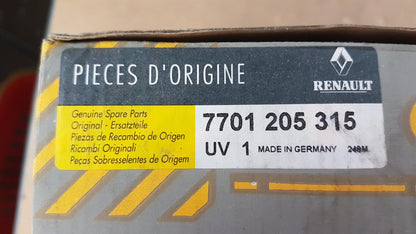 PIECES D'ORIGINE
RENAULT
Genuine Spare Parts
Original - Ersatzteile
Piezas de Recambio de Origen
Ricambi Originali
Peças Sobresselentes de Origem
7701 205 315
UV 1 MADE IN GERMANY 249M